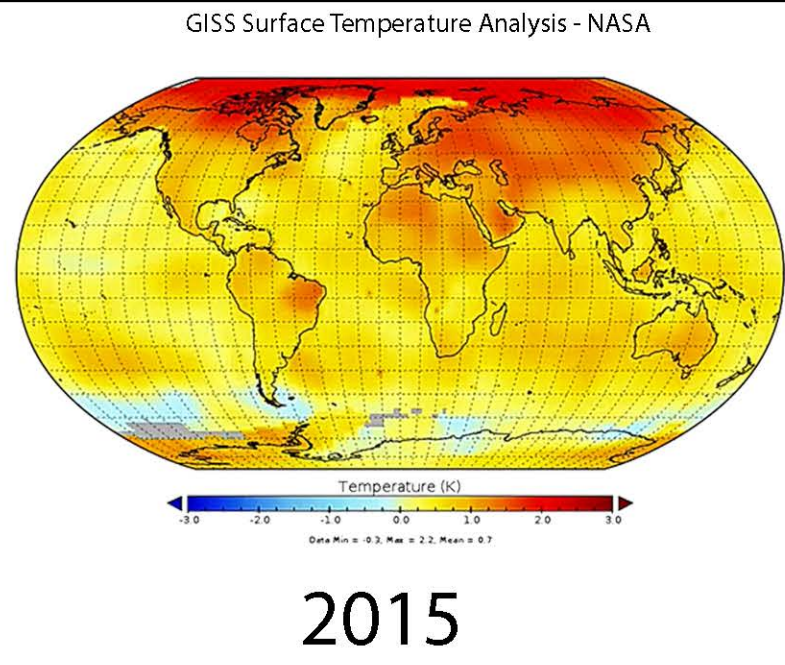 GISS Surface Temperature Analysis - NASA
Temperature (K)
-3.0 -2.0 -1.0 0.0 1.0 2.0 3.0
Data Min = -0.3, Max = 2.2, Mean = 0.7
2015